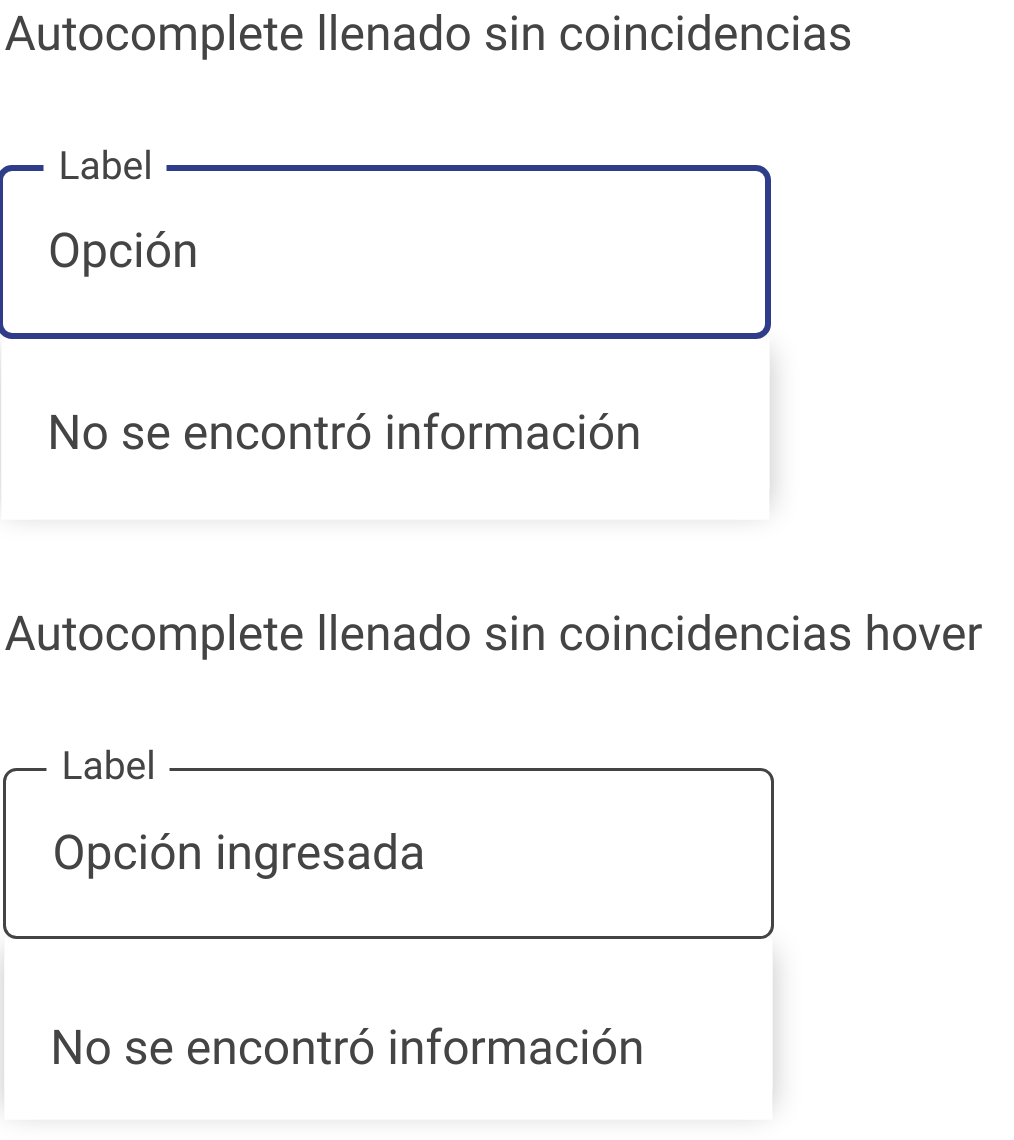 Autocomplete llenado sin coincidencias
Label
Opción
No se encontró información
Autocomplete llenado sin coincidencias hover
Label
Opción ingresada
No se encontró información